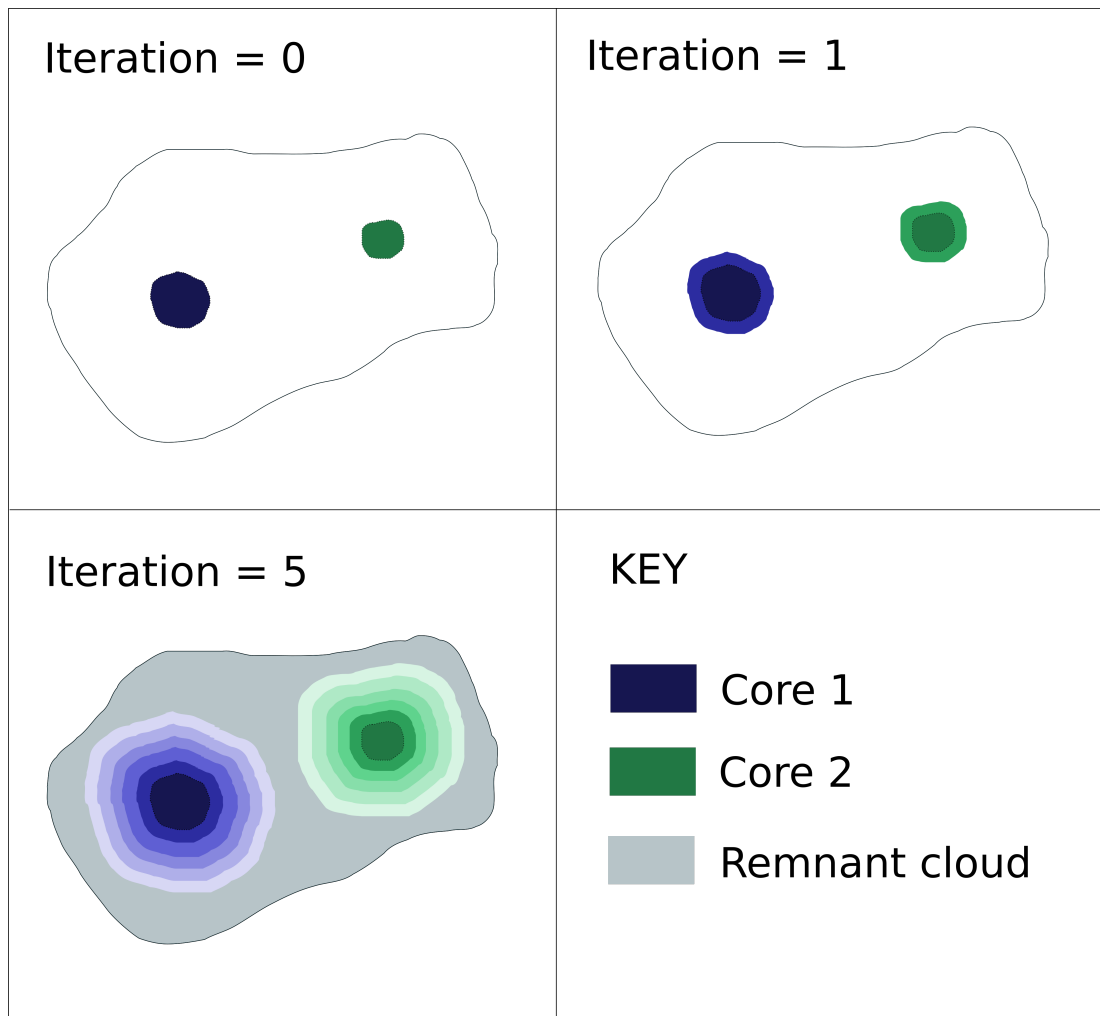 Iteration = 0
Iteration = 1
Iteration = 5
KEY
Core 1
Core 2
Remnant cloud